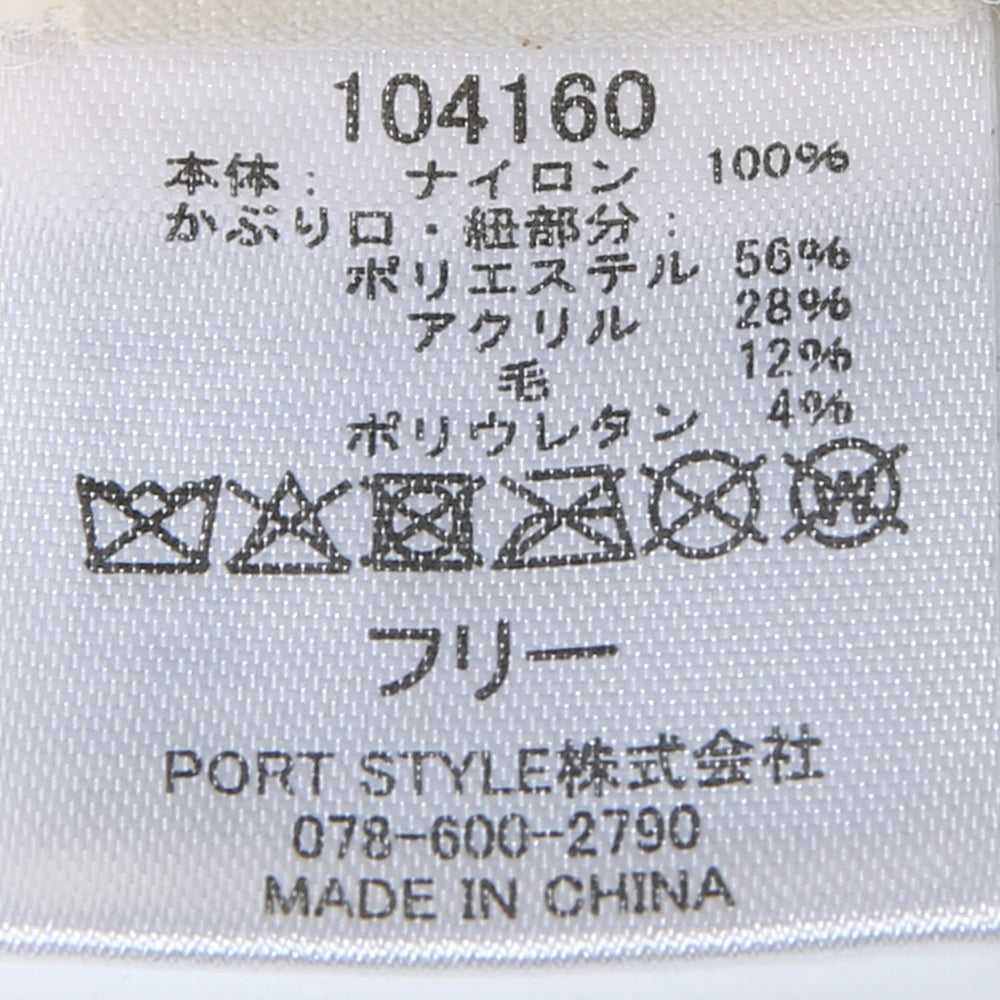 104160
本体： ナイロン 100%
かぶり口・紐部分：
ポリエステル 56%
アクリル 28%
毛 12%
ポリウレタン 4%
フリー
PORT STYLE株式会社
078-600-2790
MADE IN CHINA